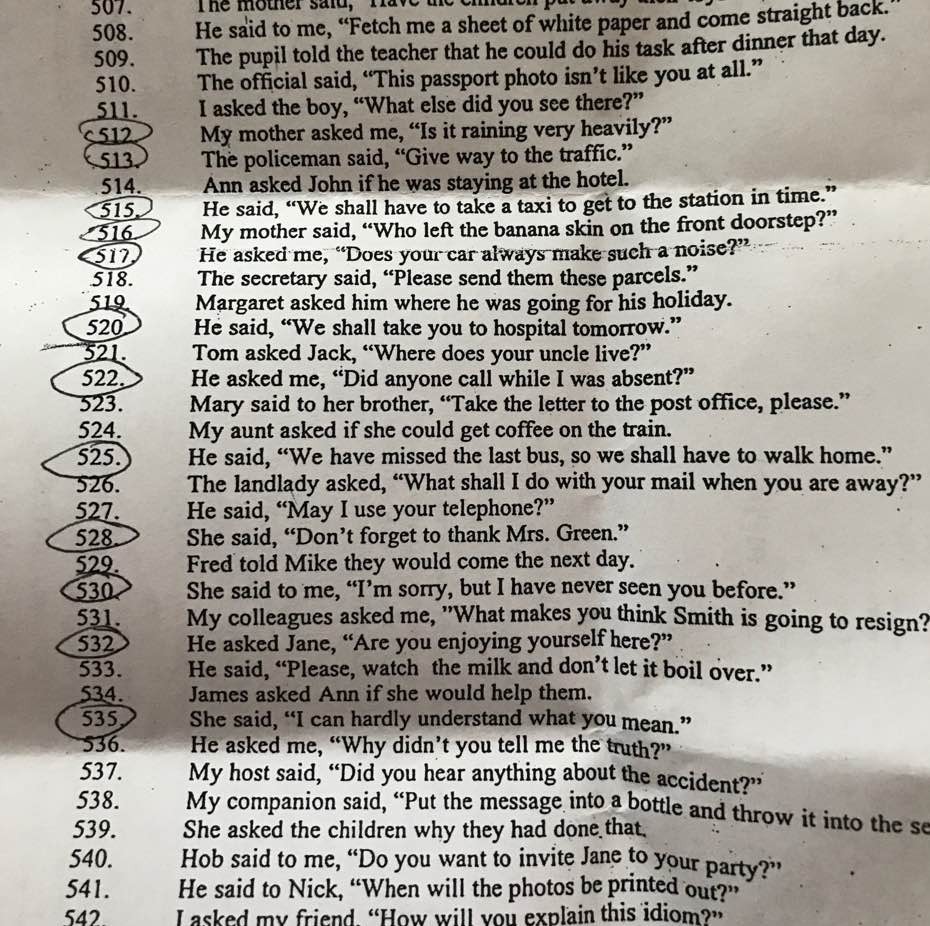 507. The mother said, "Have the children put away
508. He said to me, "Fetch me a sheet of white paper and come straight back."
509. The pupil told the teacher that he could do his task after dinner that day.
510. The official said, "This passport photo isn't like you at all."
511. I asked the boy, "What else did you see there?"
512. My mother asked me, "Is it raining very heavily?"
513. The policeman said, "Give way to the traffic."
514. Ann asked John if he was staying at the hotel.
515. He said, "We shall have to take a taxi to get to the station in time."
516. My mother said, "Who left the banana skin on the front doorstep?"
517. He asked me, "Does your car always make such a noise?"
518. The secretary said, "Please send them these parcels."
519. Margaret asked him where he was going for his holiday.
520. He said, "We shall take you to hospital tomorrow."
521. Tom asked Jack, "Where does your uncle live?"
522. He asked me, "Did anyone call while I was absent?"
523. Mary said to her brother, "Take the letter to the post office, please."
524. My aunt asked if she could get coffee on the train.
525. He said, "We have missed the last bus, so we shall have to walk home."
526. The landlady asked, "What shall I do with your mail when you are away?"
527. He said, "May I use your telephone?"
528. She said, "Don't forget to thank Mrs. Green."
529. Fred told Mike they would come the next day.
530. She said to me, "I'm sorry, but I have never seen you before."
531. My colleagues asked me, "What makes you think Smith is going to resign?
532. He asked Jane, "Are you enjoying yourself here?"
533. He said, "Please, watch the milk and don't let it boil over."
534. James asked Ann if she would help them.
535. She said, "I can hardly understand what you mean."
536. He asked me, "Why didn't you tell me the truth?"
537. My host said, "Did you hear anything about the accident?"
538. My companion said, "Put the message into a bottle and throw it into the se
539. She asked the children why they had done that.
540. Hob said to me, "Do you want to invite Jane to your party?"
541. He said to Nick, "When will the photos be printed out?"
542. I asked my friend, "How will you explain this idiom?"